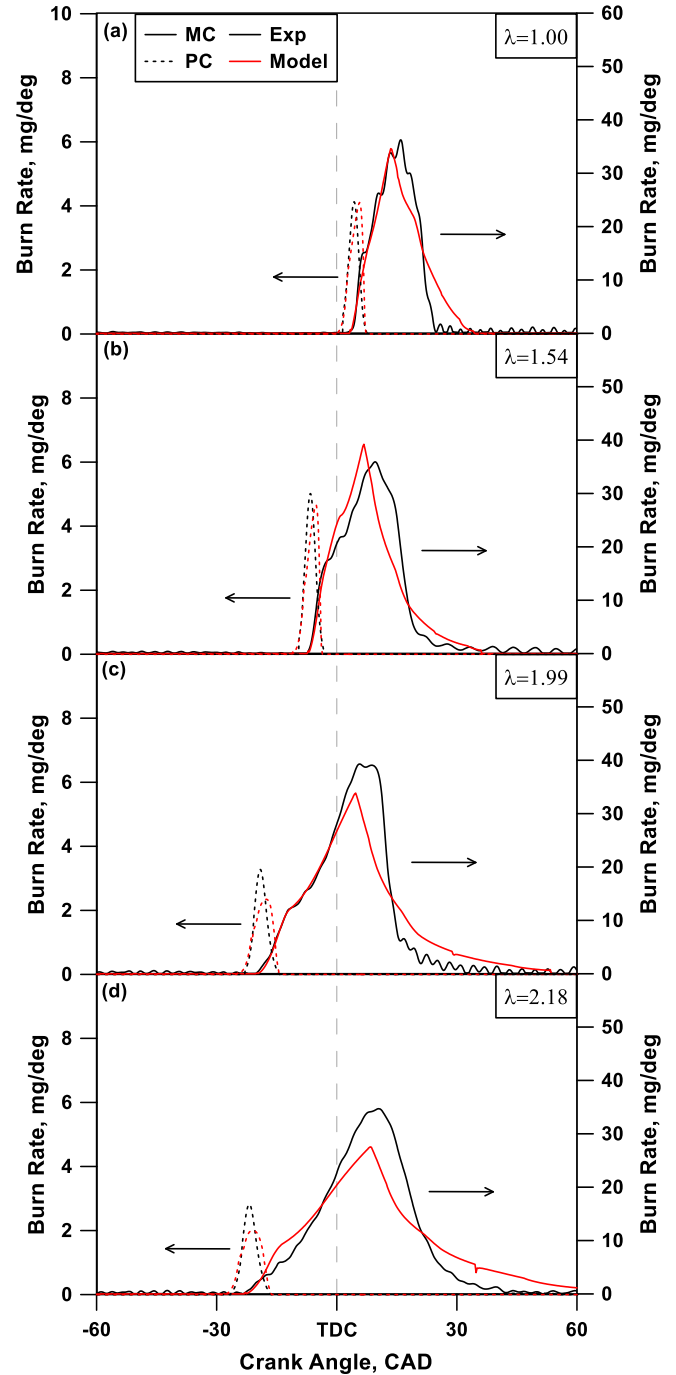 (a)
MC Exp
PC Model
λ=1.00
10
8
6
4
2
0
Burn Rate, mg/deg
60
50
40
30
20
10
0
Burn Rate, mg/deg
(b)
λ=1.54
8
6
4
2
0
Burn Rate, mg/deg
50
40
30
20
10
0
Burn Rate, mg/deg
(c)
λ=1.99
8
6
4
2
0
Burn Rate, mg/deg
50
40
30
20
10
0
Burn Rate, mg/deg
(d)
λ=2.18
8
6
4
2
0
Burn Rate, mg/deg
50
40
30
20
10
0
Burn Rate, mg/deg
-60 -30 TDC 30 60
Crank Angle, CAD